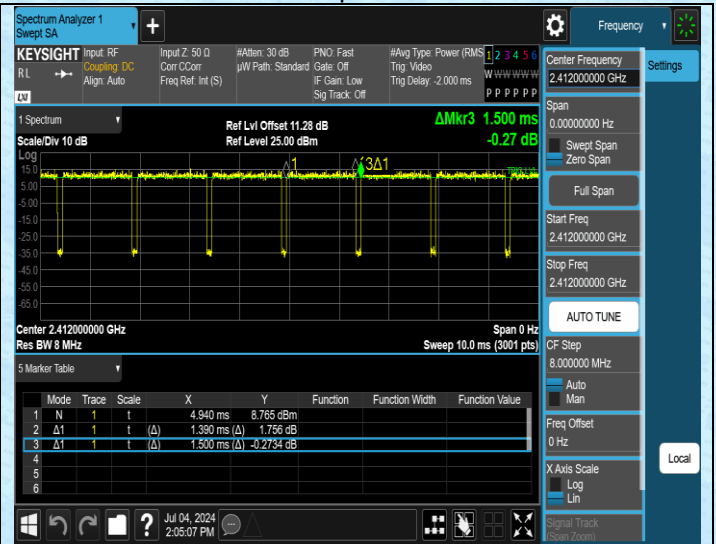 Spectrum Analyzer 1
Swept SA
Frequency
KEYSIGHT
RL
LXI
Input: RF
Coupling: DC
Align: Auto
Input Z: 50 Ω
Corr CCorr
Freq Ref: Int (S)
#Atten: 30 dB
µW Path: Standard
PNO: Fast
Gate: Off
IF Gain: Low
Sig Track: Off
#Avg Type: Power (RMS
Trig: Video
Trig Delay: -2.000 ms
1 2 3 4 5 6
W W W W W W
P P P P P P
1 Spectrum
Scale/Div 10 dB
Ref Lvl Offset 11.28 dB
Ref Level 25.00 dBm
ΔMkr3 1.500 ms
-0.27 dB
Log
15.0
5.00
-5.00
-15.0
-25.0
-35.0
-45.0
-55.0
-65.0
1
3Δ1
Center 2.412000000 GHz
Span 0 Hz
Res BW 8 MHz
Sweep 10.0 ms (3001 pts)
5 Marker Table
Mode Trace Scale X Y Function Function Width Function Value
1 N 1 t 4.940 ms 8.765 dBm
2 Δ1 1 t (Δ) 1.390 ms (Δ) 1.756 dB
3 Δ1 1 t (Δ) 1.500 ms (Δ) -0.2734 dB
4
5
6
?
Jul 04, 2024
2:05:07 PM
Center Frequency
2.412000000 GHz
Span
0.00000000 Hz
Swept Span
Zero Span
Full Span
Start Freq
2.412000000 GHz
Stop Freq
2.412000000 GHz
AUTO TUNE
CF Step
8.000000 MHz
Auto
Man
Freq Offset
0 Hz
X Axis Scale
Log
Lin
Signal Track
(Span Zoom)
Settings
Local